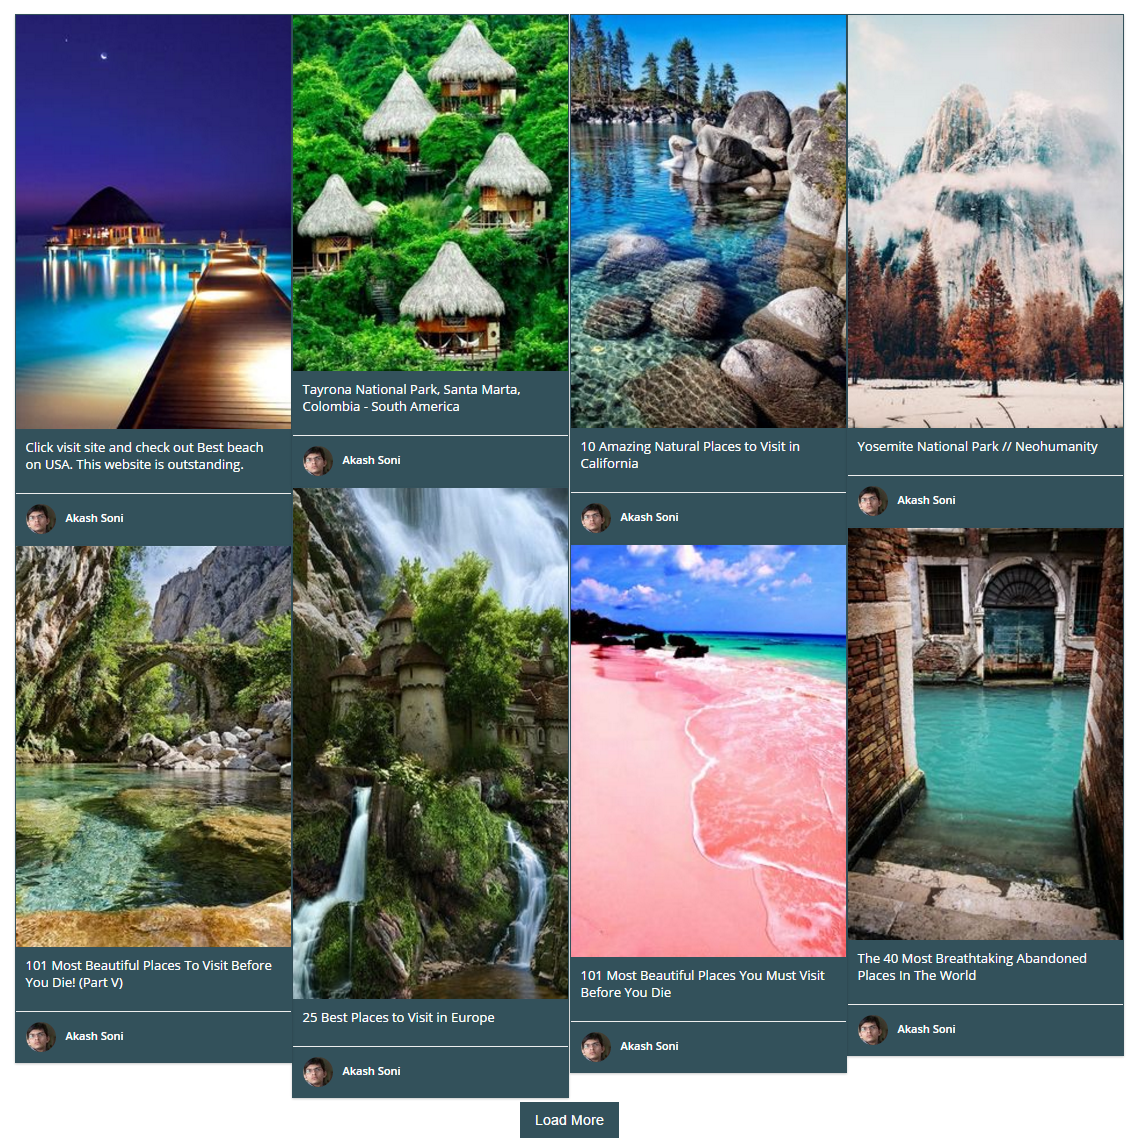 Click visit site and check out Best beach
on USA. This website is outstanding.
Akash Soni
Tayrona National Park, Santa Marta,
Colombia - South America
Akash Soni
10 Amazing Natural Places to Visit in
California
Akash Soni
Yosemite National Park // Neohumanity
Akash Soni
101 Most Beautiful Places To Visit Before
You Die! (Part V)
Akash Soni
25 Best Places to Visit in Europe
Akash Soni
101 Most Beautiful Places You Must Visit
Before You Die
Akash Soni
The 40 Most Breathtaking Abandoned
Places In The World
Akash Soni
Load More